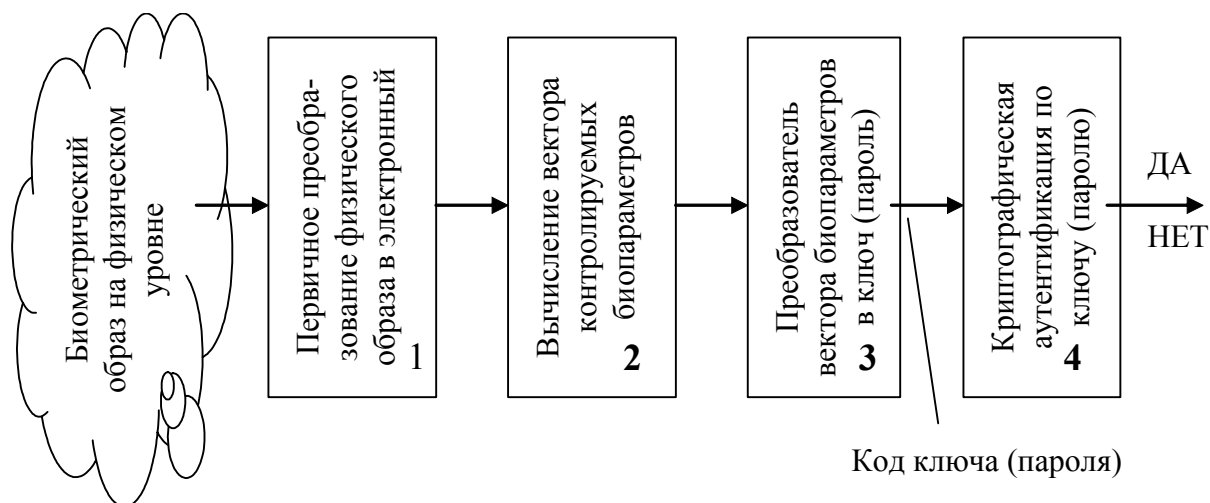 Биометрический
образ на физическом
уровне
Первичное преобра-
зование физического
образа в электронный
1
Вычисление вектора
контролируемых
биопараметров
2
Преобразователь
вектора биопараметров
в ключ (пароль)
3
Криптографическая
аутентификация по
ключу (паролю)
4
ДА
НЕТ
Код ключа (пароля)